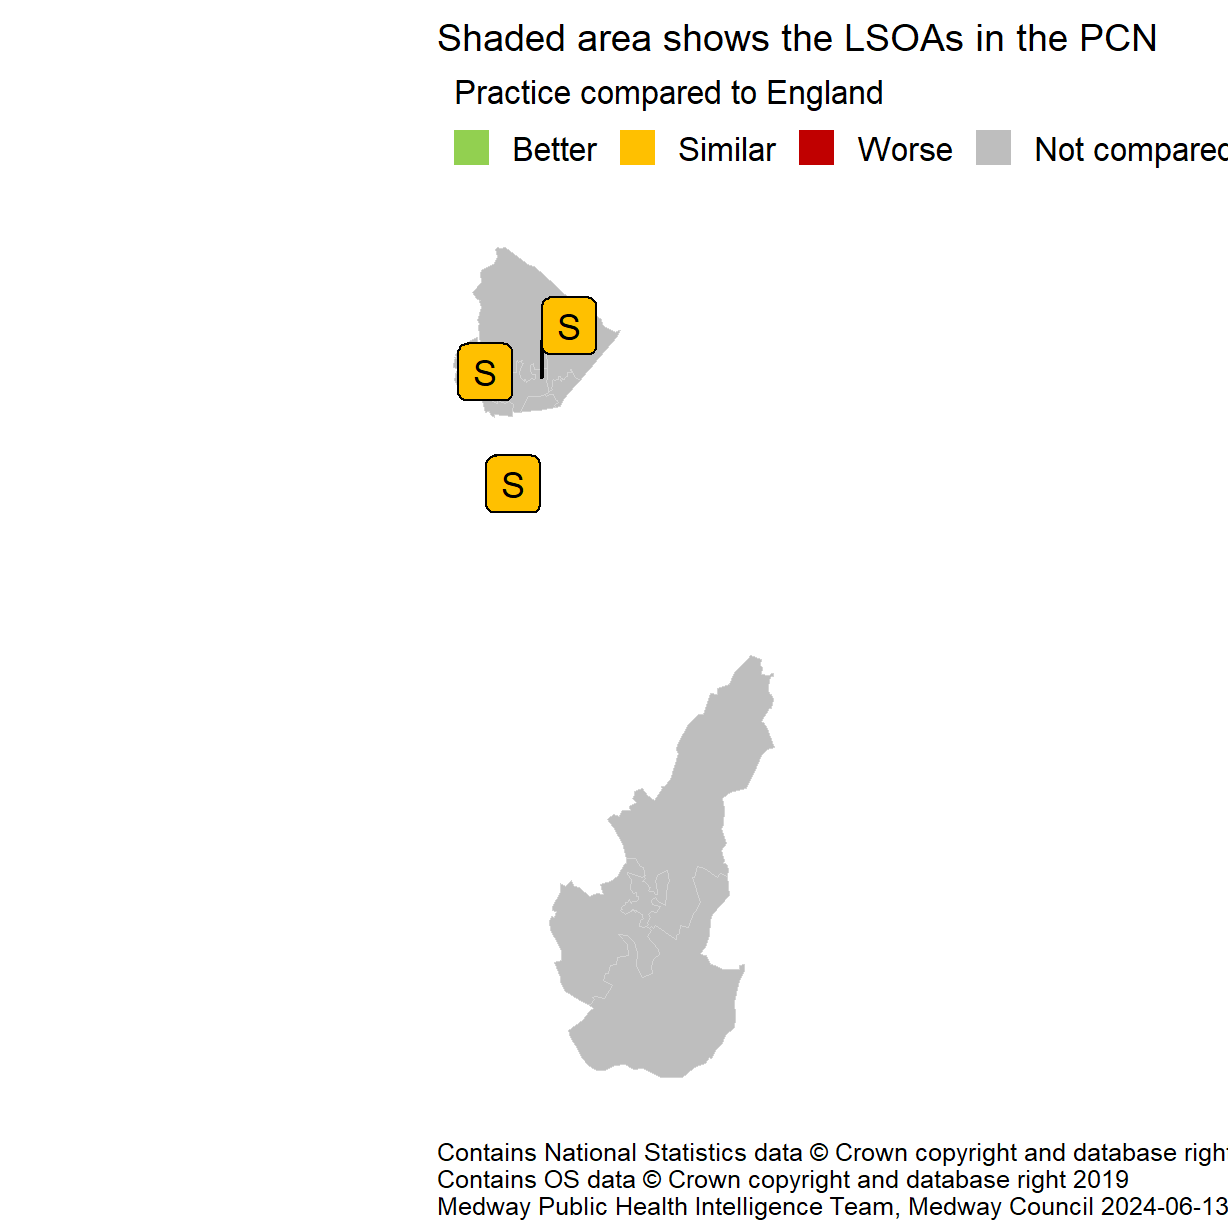 Shaded area shows the LSOAs in the PCN
Practice compared to England
Better Similar Worse Not compared
S
S
S
Contains National Statistics data © Crown copyright and database right
Contains OS data © Crown copyright and database right 2019
Medway Public Health Intelligence Team, Medway Council 2024-06-13